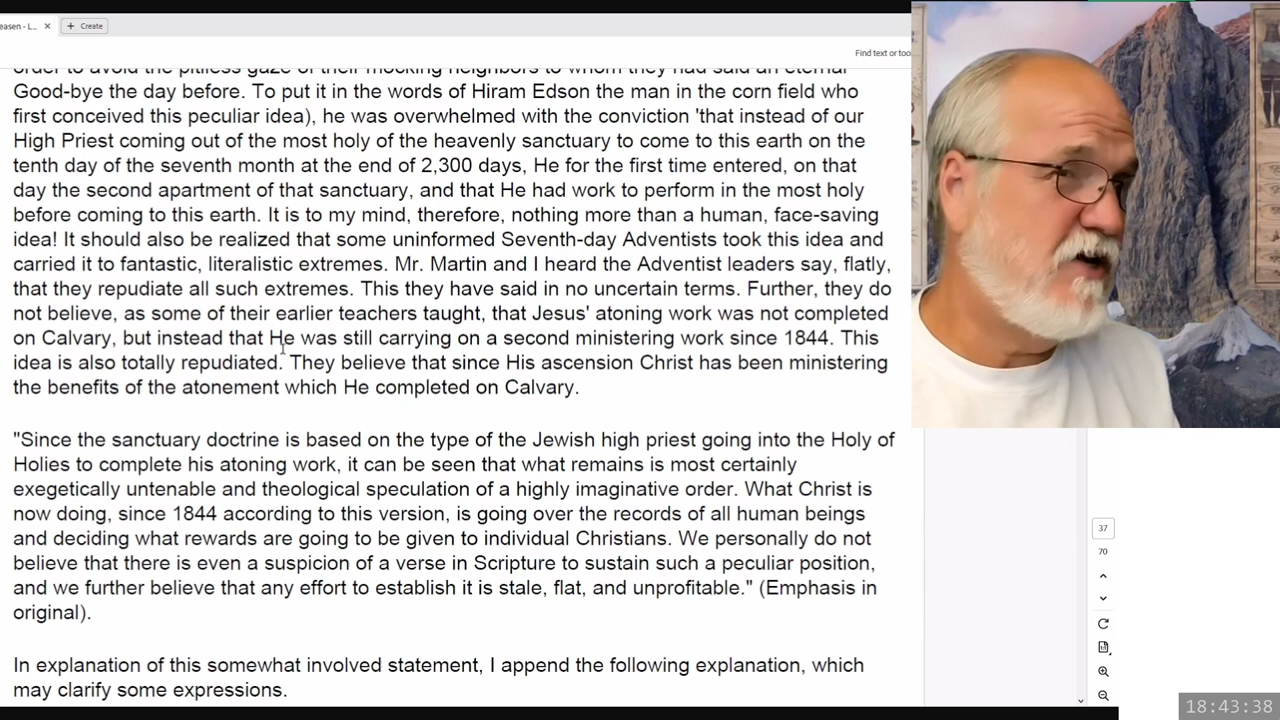 easen - L...
Create
Find text or too
order to avoid the pitiless gaze of their mocking neighbors to whom they had said an eternal
Good-bye the day before. To put it in the words of Hiram Edson the man in the corn field who
first conceived this peculiar idea), he was overwhelmed with the conviction 'that instead of our
High Priest coming out of the most holy of the heavenly sanctuary to come to this earth on the
tenth day of the seventh month at the end of 2,300 days, He for the first time entered, on that
day the second apartment of that sanctuary, and that He had work to perform in the most holy
before coming to this earth. It is to my mind, therefore, nothing more than a human, face-saving
idea! It should also be realized that some uninformed Seventh-day Adventists took this idea and
carried it to fantastic, literalistic extremes. Mr. Martin and I heard the Adventist leaders say, flatly,
that they repudiate all such extremes. This they have said in no uncertain terms. Further, they do
not believe, as some of their earlier teachers taught, that Jesus' atoning work was not completed
on Calvary, but instead that He was still carrying on a second ministering work since 1844. This
idea is also totally repudiated. They believe that since His ascension Christ has been ministering
the benefits of the atonement which He completed on Calvary.
"Since the sanctuary doctrine is based on the type of the Jewish high priest going into the Holy of
Holies to complete his atoning work, it can be seen that what remains is most certainly
exegetically untenable and theological speculation of a highly imaginative order. What Christ is
now doing, since 1844 according to this version, is going over the records of all human beings
and deciding what rewards are going to be given to individual Christians. We personally do not
believe that there is even a suspicion of a verse in Scripture to sustain such a peculiar position,
and we further believe that any effort to establish it is stale, flat, and unprofitable." (Emphasis in
original).
In explanation of this somewhat involved statement, I append the following explanation, which
may clarify some expressions.
37
70
18:43:38